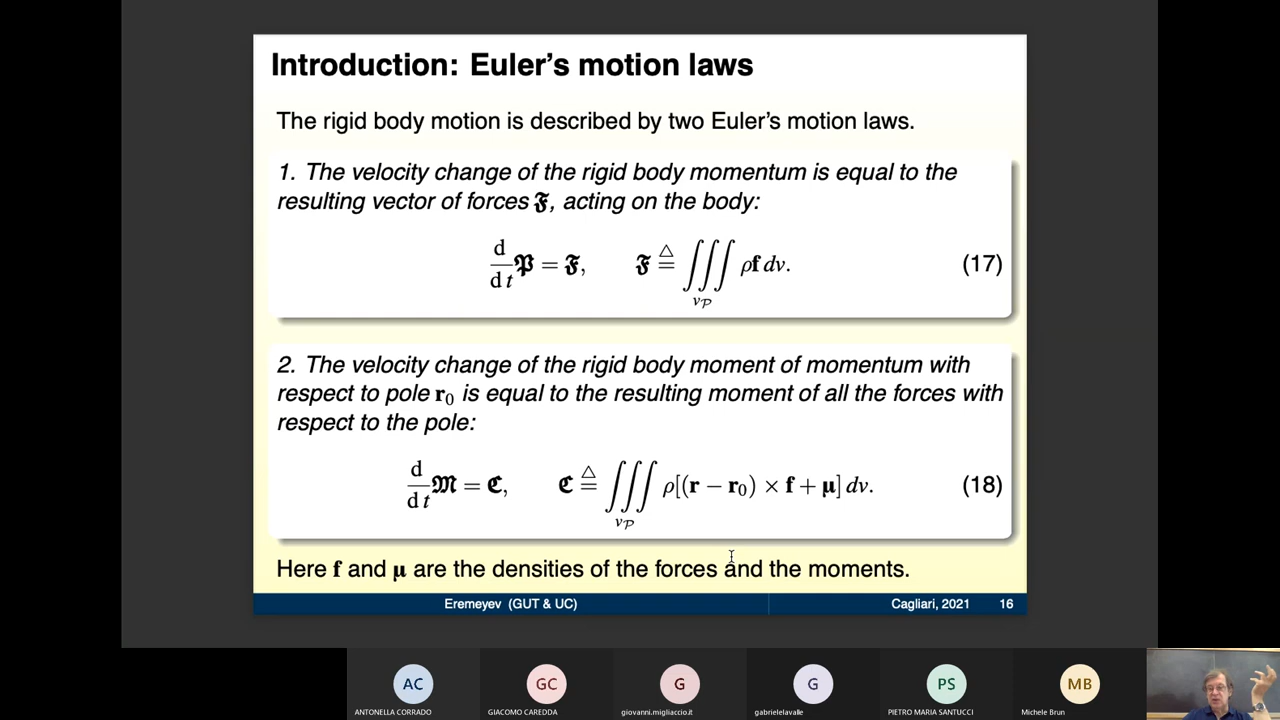 Introduction: Euler's motion laws
The rigid body motion is described by two Euler's motion laws.
1. The velocity change of the rigid body momentum is equal to the
resulting vector of forces 𝕱, acting on the body:
d/dt 𝕻 = 𝕱, 𝕱 ≜ ∭_{v_𝒫} ρf dv. (17)
2. The velocity change of the rigid body moment of momentum with
respect to pole r₀ is equal to the resulting moment of all the forces with
respect to the pole:
d/dt 𝕸 = 𝕮, 𝕮 ≜ ∭_{v_𝒫} ρ[(r − r₀) × f + μ] dv. (18)
Here f and μ are the densities of the forces and the moments.
Eremeyev (GUT & UC) Cagliari, 2021 16
AC GC G G PS MB
ANTONELLA CORRADO GIACOMO CAREDDA giovanni.migliaccio.it gabrielelavalle PIETRO MARIA SANTUCCI Michele Brun